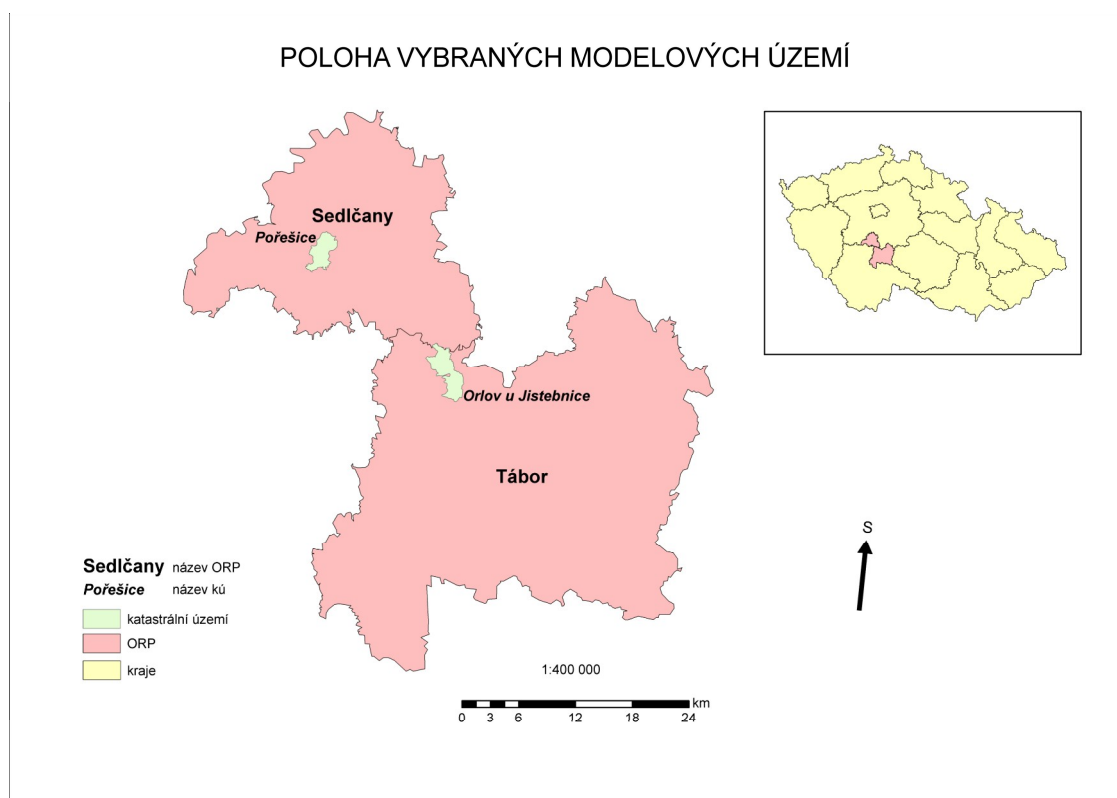 POLOHA VYBRANÝCH MODELOVÝCH ÚZEMÍ
Sedlčany
Pořešice
Orlov u Jistebnice
Tábor
S
Sedlčany název ORP
Pořešice název kú
katastrální území
ORP
kraje
1:400 000
km
0 3 6 12 18 24